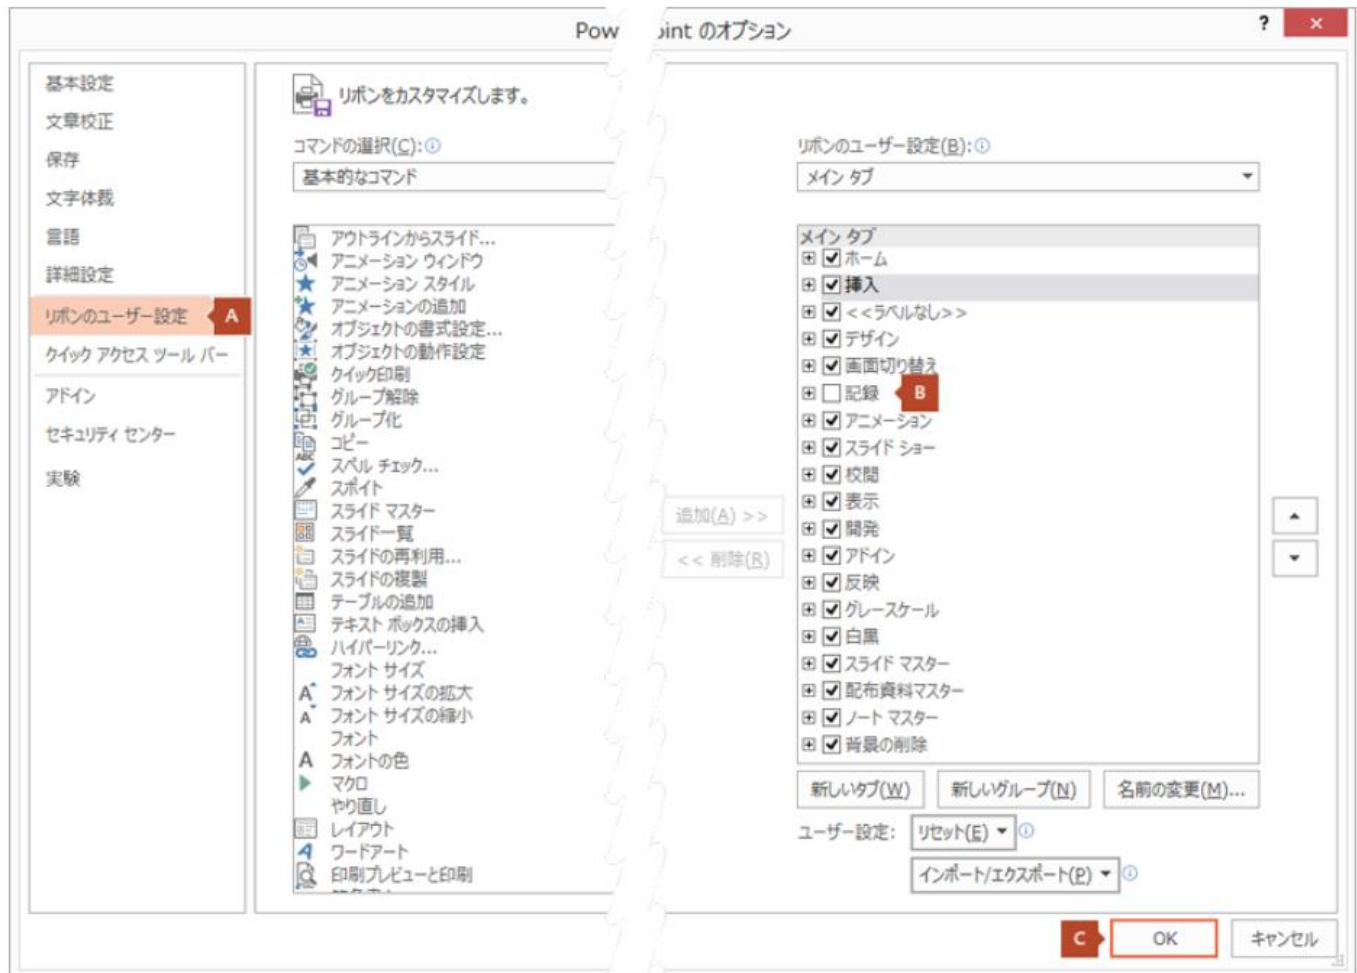 Pow  int のオプション
?
×
基本設定
文章校正
保存
文字体裁
言語
詳細設定
リボンのユーザー設定
A
クイック アクセス ツール バー
アドイン
セキュリティ センター
実験
リボンをカスタマイズします。
コマンドの選択(C):
基本的なコマンド
アウトラインからスライド...
アニメーション ウィンドウ
アニメーション スタイル
アニメーションの追加
オブジェクトの書式設定...
オブジェクトの動作設定
クイック印刷
グループ解除
グループ化
コピー
スペル チェック...
スポイト
スライド マスター
スライド一覧
スライドの再利用...
スライドの複製
テーブルの追加
テキスト ボックスの挿入
ハイパーリンク...
フォント サイズ
フォント サイズの拡大
フォント サイズの縮小
フォント
フォントの色
マクロ
やり直し
レイアウト
ワードアート
印刷プレビューと印刷
追加(A) >>
<< 削除(R)
リボンのユーザー設定(B):
メイン タブ
メイン タブ
ホーム
挿入
<<ラベルなし>>
デザイン
画面切り替え
記録
B
アニメーション
スライド ショー
校閲
表示
開発
アドイン
反映
グレースケール
白黒
スライド マスター
配布資料マスター
ノート マスター
背景の削除
新しいタブ(W)
新しいグループ(N)
名前の変更(M)...
ユーザー設定:
リセット(E)
インポート/エクスポート(P)
C
OK
キャンセル